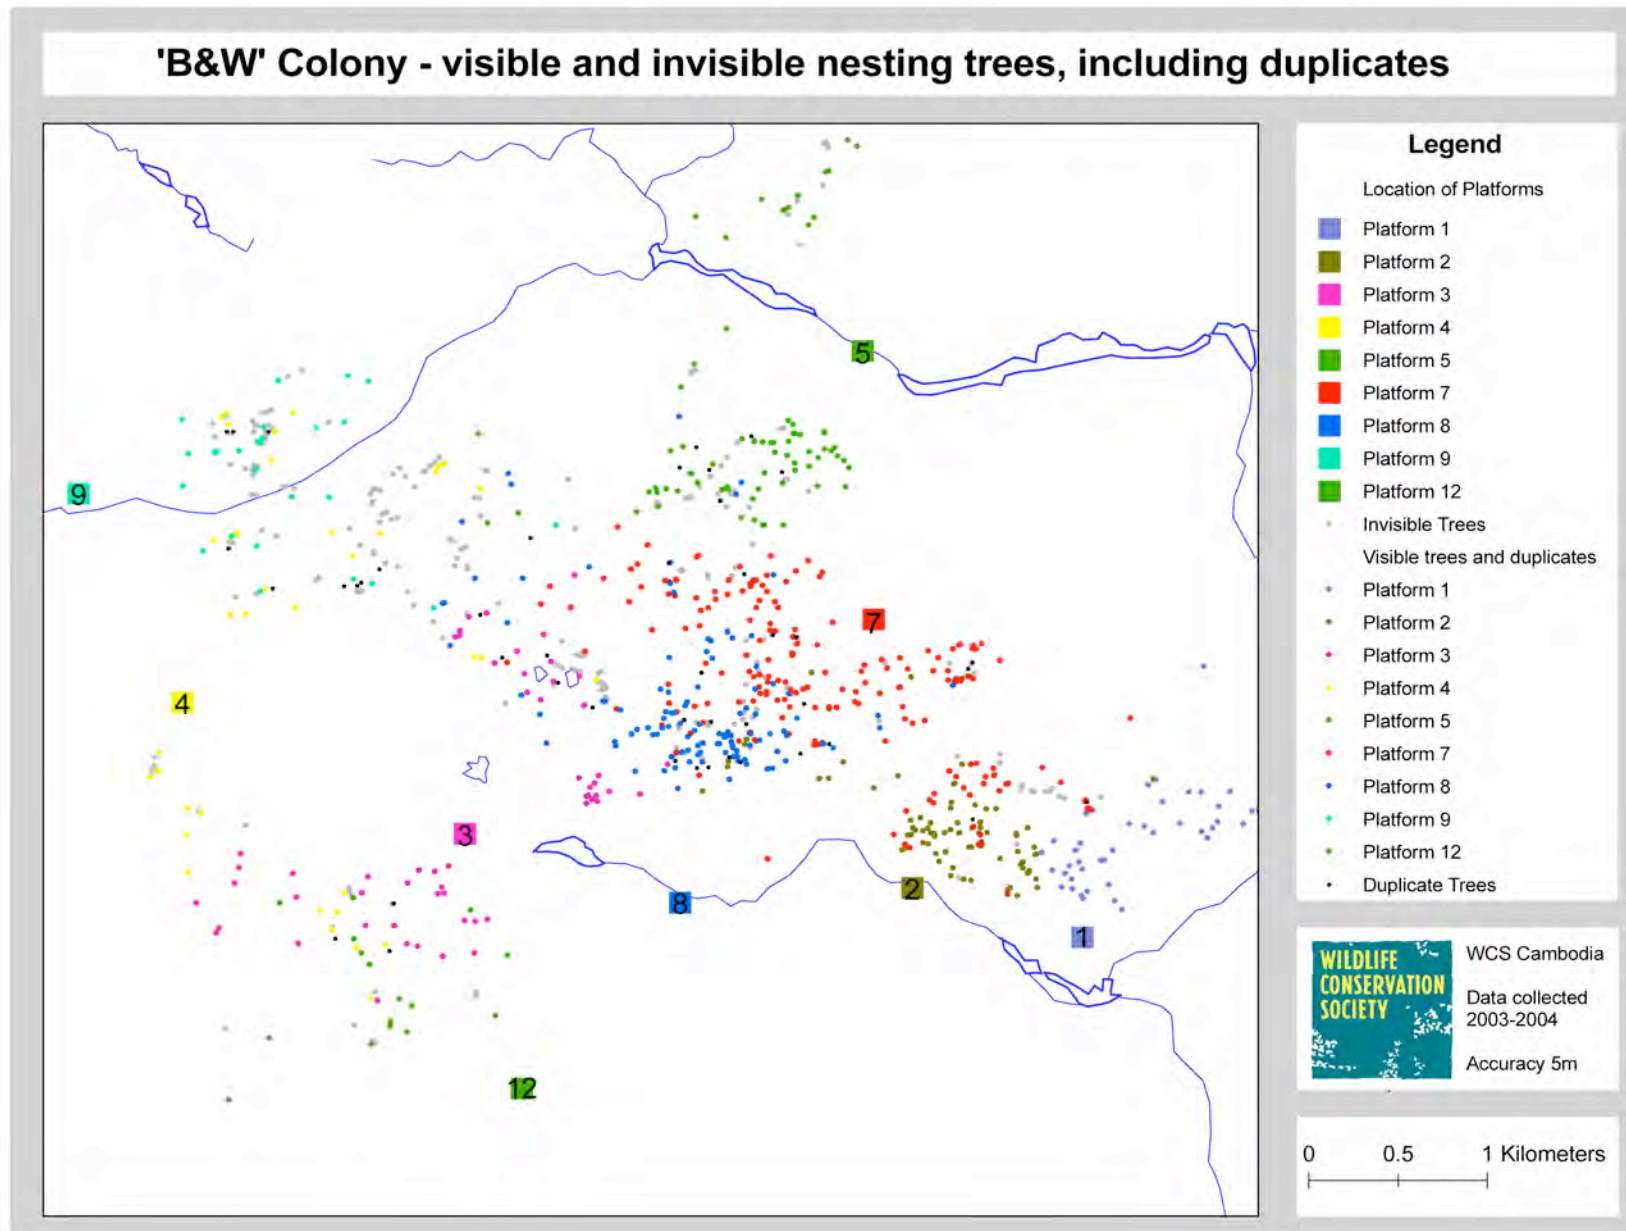 'B&W' Colony - visible and invisible nesting trees, including duplicates
5
9
7
4
3
8
2
1
12
Legend
Location of Platforms
Platform 1
Platform 2
Platform 3
Platform 4
Platform 5
Platform 7
Platform 8
Platform 9
Platform 12
Invisible Trees
Visible trees and duplicates
Platform 1
Platform 2
Platform 3
Platform 4
Platform 5
Platform 7
Platform 8
Platform 9
Platform 12
Duplicate Trees
WILDLIFE
CONSERVATION
SOCIETY
WCS Cambodia
Data collected
2003-2004
Accuracy 5m
0 0.5 1 Kilometers